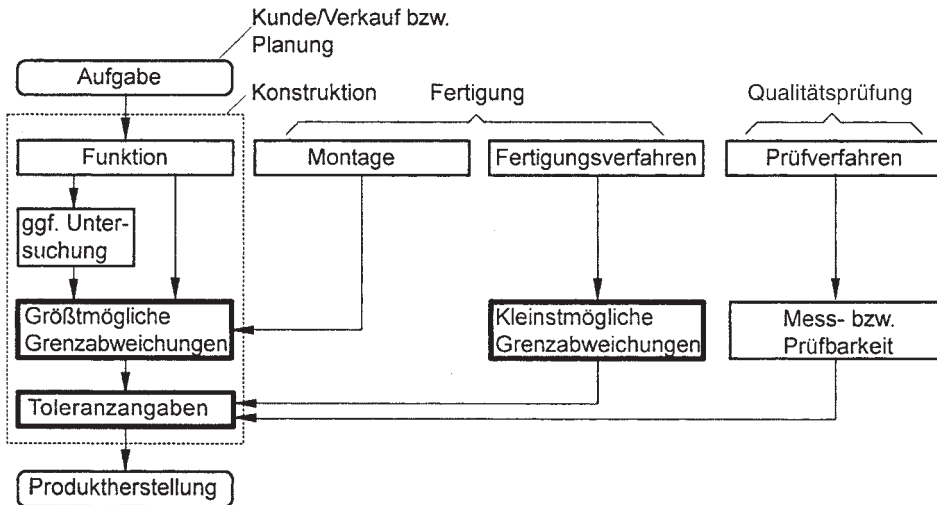 Kunde/Verkauf bzw.
Planung
Aufgabe
Konstruktion
Fertigung
Qualitätsprüfung
Funktion
Montage
Fertigungsverfahren
Prüfverfahren
ggf. Unter-
suchung
Größtmögliche
Grenzabweichungen
Kleinstmögliche
Grenzabweichungen
Mess- bzw.
Prüfbarkeit
Toleranzangaben
Produktherstellung